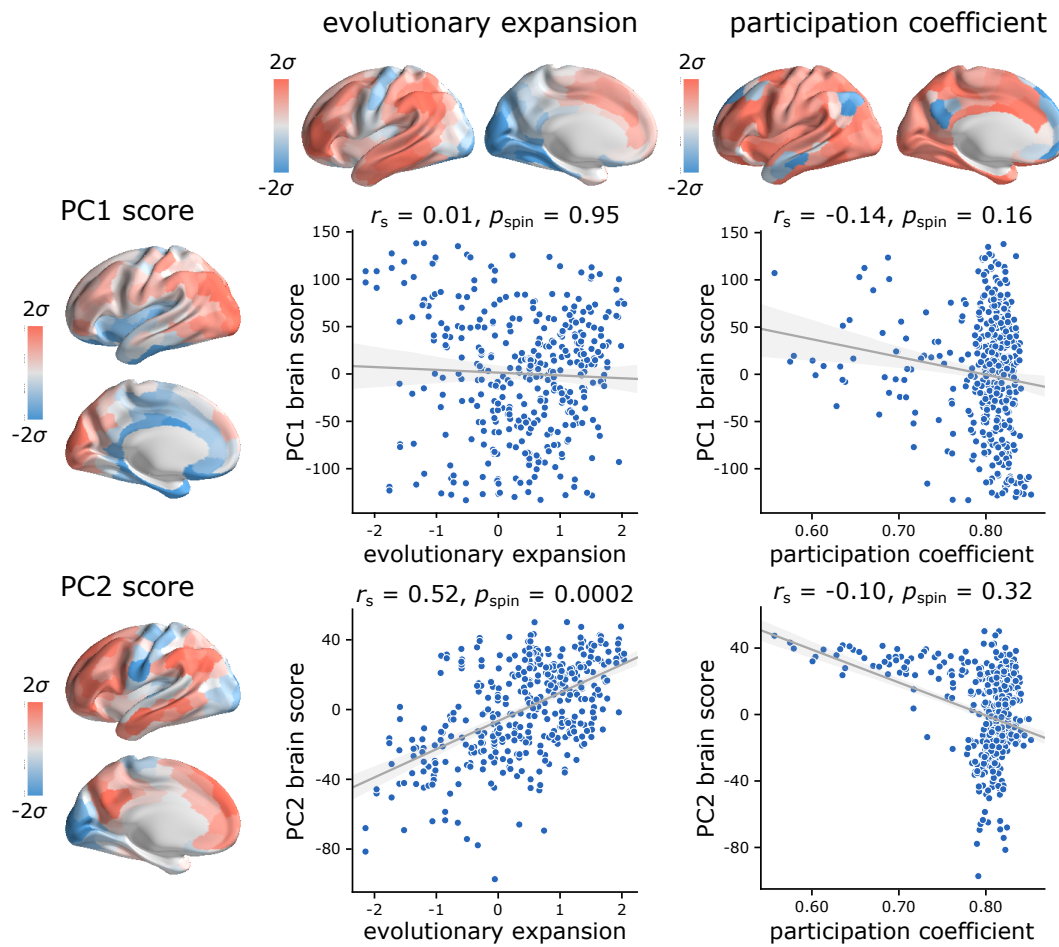 evolutionary expansion
participation coefficient
2σ
-2σ
2σ
-2σ
PC1 score
2σ
-2σ
rs = 0.01, pspin = 0.95
PC1 brain score
150
100
50
0
-50
-100
-2
-1
0
1
2
evolutionary expansion
rs = -0.14, pspin = 0.16
PC1 brain score
150
100
50
0
-50
-100
0.60
0.70
0.80
participation coefficient
PC2 score
2σ
-2σ
rs = 0.52, pspin = 0.0002
PC2 brain score
40
0
-40
-80
-2
-1
0
1
2
evolutionary expansion
rs = -0.10, pspin = 0.32
PC2 brain score
40
0
-40
-80
0.60
0.70
0.80
participation coefficient